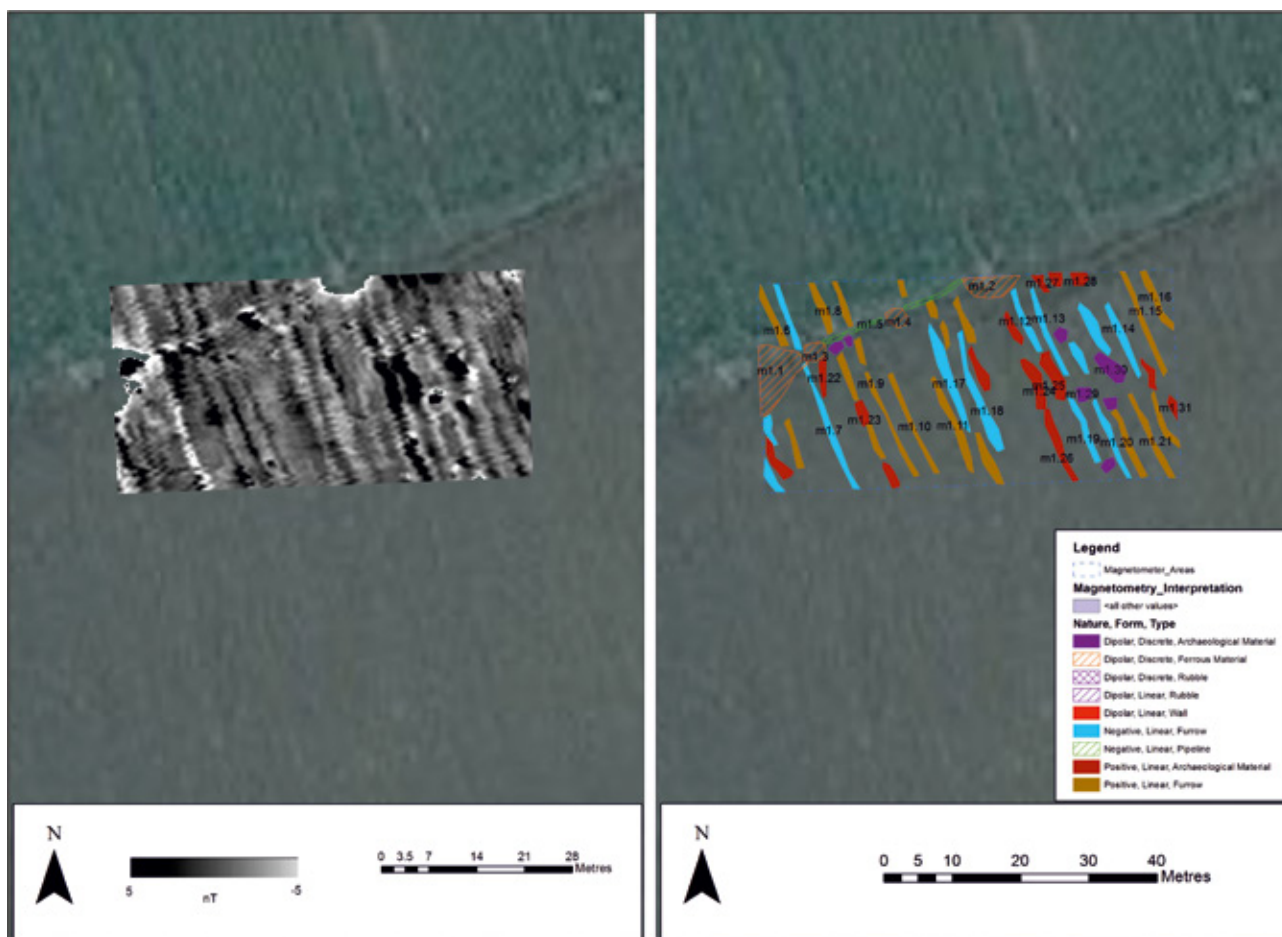 N
5
-5
nT
0 3.5 7 14 21 28
Metres
m1.2
m1.27
m1.28
m1.16
m1.15
m1.8
m1.6
m1.5
m1.4
m1.12
m1.13
m1.14
m1.3
m1.1
m1.22
m1.9
m1.17
m1.30
m1.25
m1.24
m1.29
m1.31
m1.23
m1.18
m1.7
m1.10
m1.11
m1.19
m1.20
m1.21
m1.26
Legend
Magnetometer_Areas
Magnetometry_Interpretation
<all other values>
Nature, Form, Type
Dipolar, Discrete, Archaeological Material
Dipolar, Discrete, Ferrous Material
Dipolar, Discrete, Rubble
Dipolar, Linear, Rubble
Dipolar, Linear, Wall
Negative, Linear, Furrow
Negative, Linear, Pipeline
Positive, Linear, Archaeological Material
Positive, Linear, Furrow
N
0 5 10 20 30 40
Metres